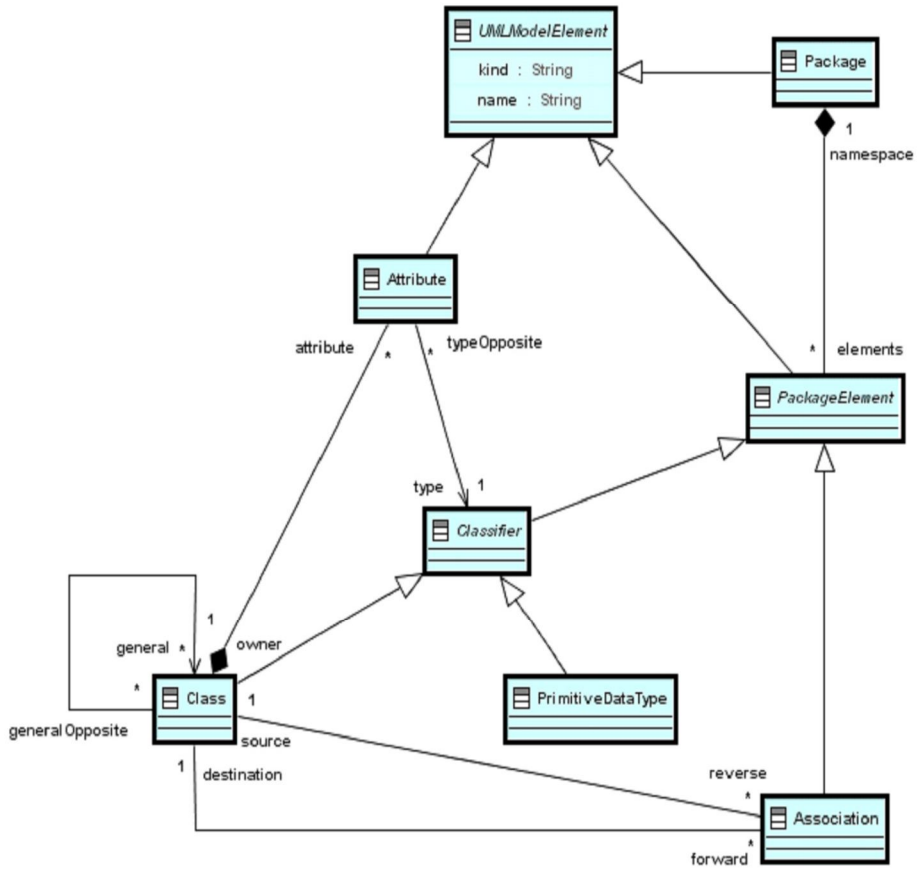 UMLModelElement
kind : String
name : String
Package
1
namespace
Attribute
attribute
*
*
typeOpposite
*
elements
PackageElement
type
1
Classifier
1
general
*
owner
*
Class
1
PrimitiveDataType
generalOpposite
source
1
destination
reverse
*
Association
*
forward